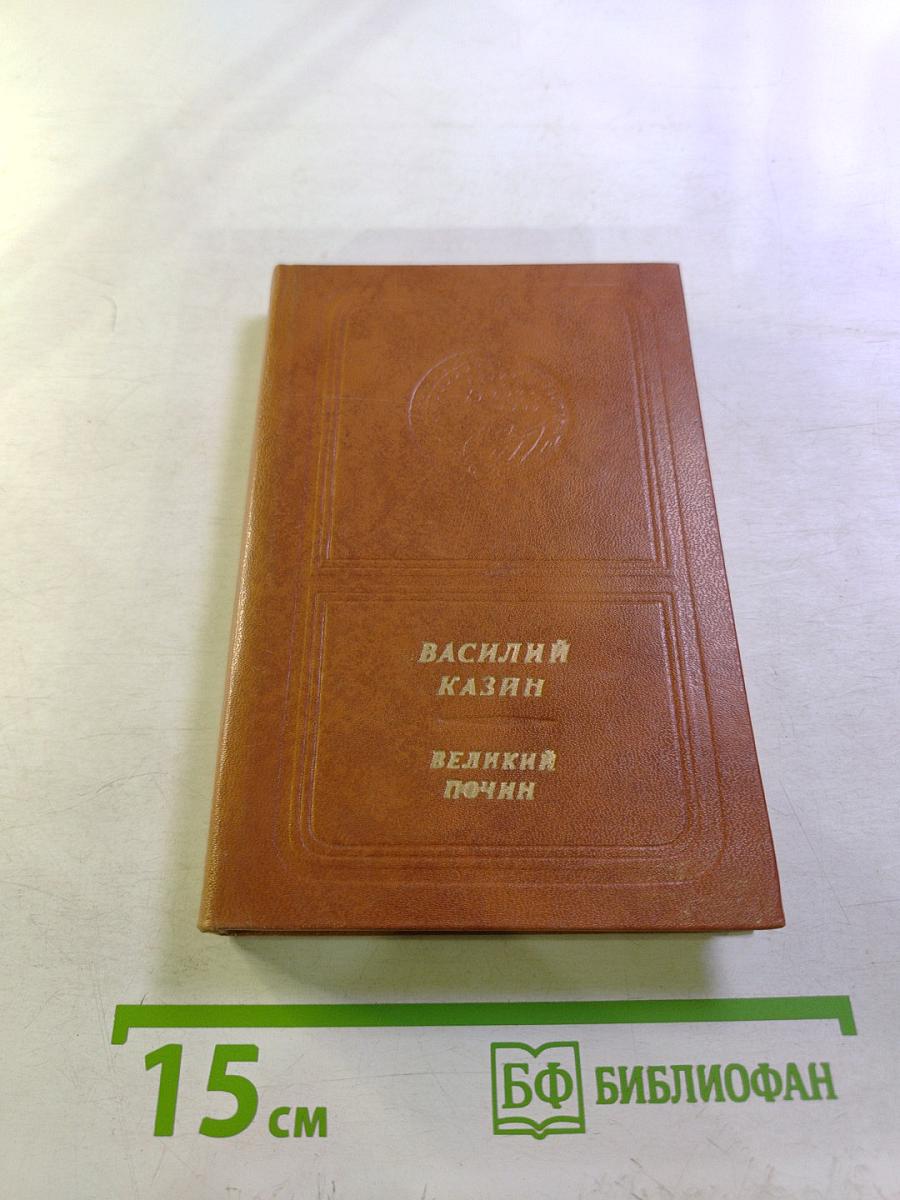 ВАСИЛИЙ
КАЗИН
ВЕЛИКИЙ
ПОЧИН
15 см
БФ БИБЛИОФАН